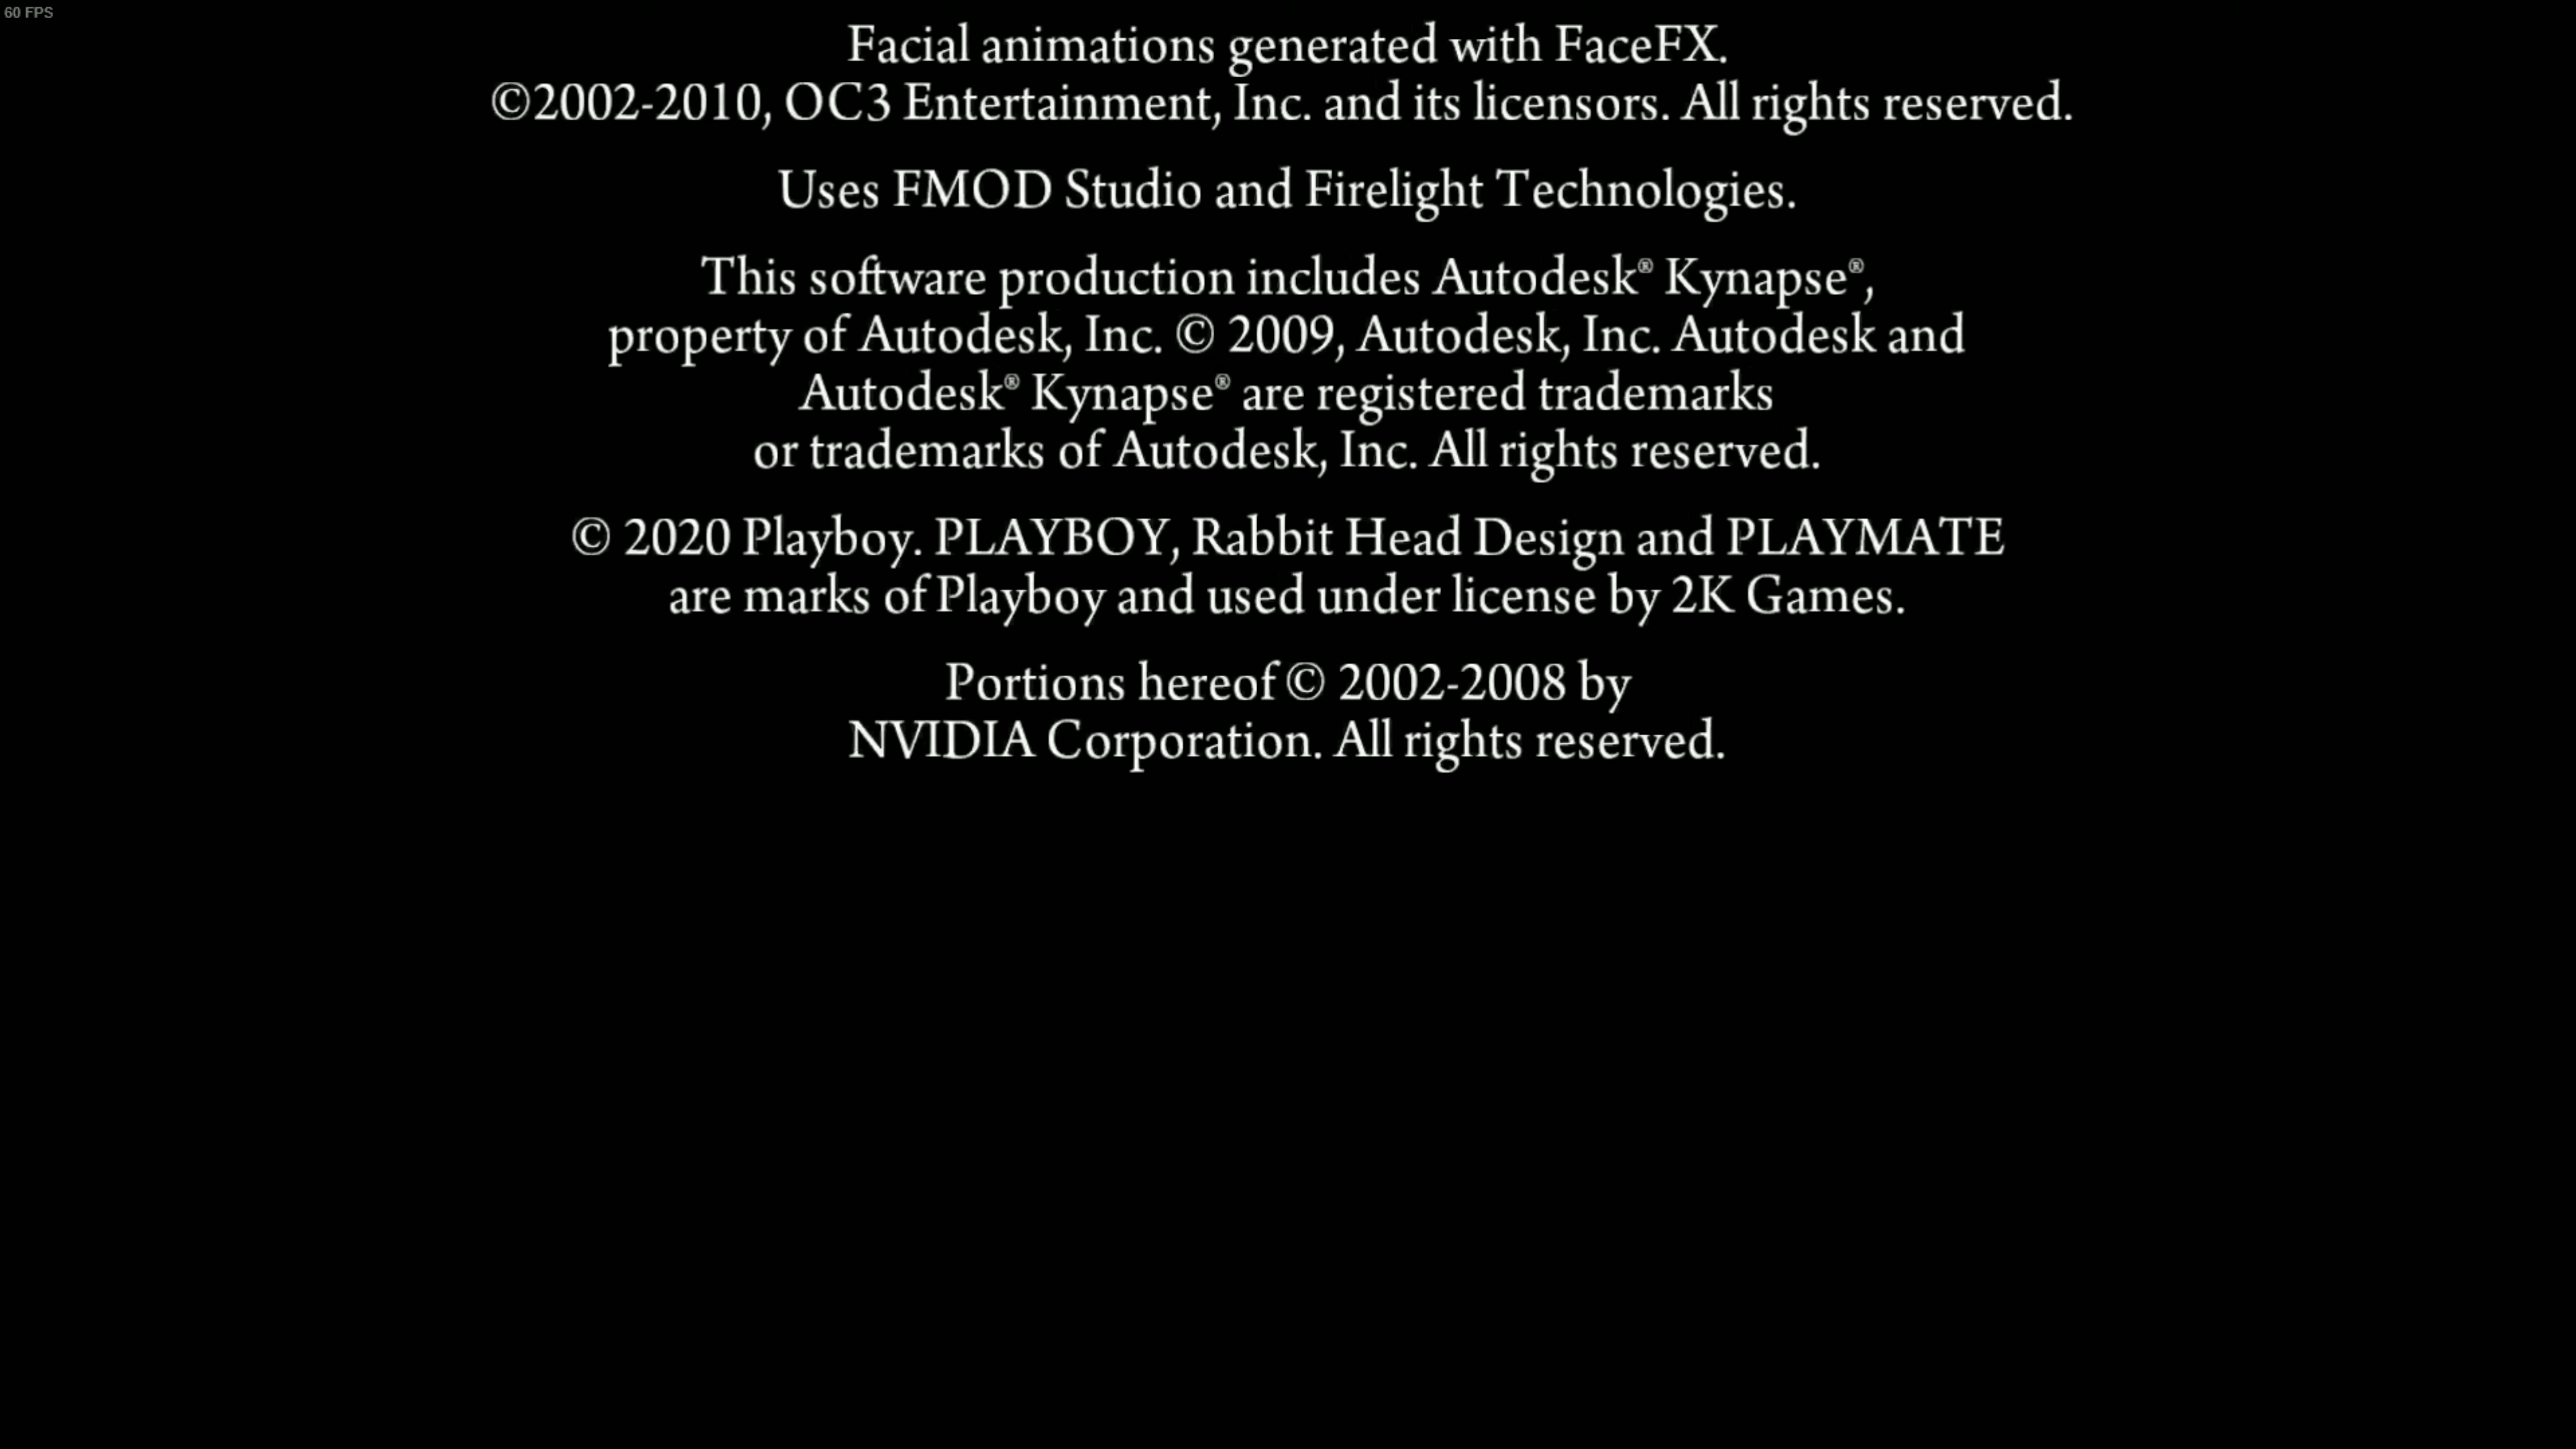 60 FPS
Facial animations generated with FaceFX.
©2002-2010, OC3 Entertainment, Inc. and its licensors. All rights reserved.
Uses FMOD Studio and Firelight Technologies.
This software production includes Autodesk® Kynapse®,
property of Autodesk, Inc. © 2009, Autodesk, Inc. Autodesk and
Autodesk® Kynapse® are registered trademarks
or trademarks of Autodesk, Inc. All rights reserved.
© 2020 Playboy. PLAYBOY, Rabbit Head Design and PLAYMATE
are marks of Playboy and used under license by 2K Games.
Portions hereof © 2002-2008 by
NVIDIA Corporation. All rights reserved.